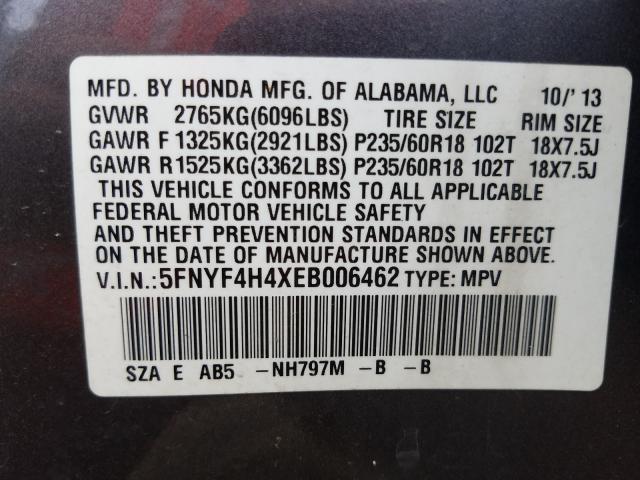 MFD. BY HONDA MFG. OF ALABAMA, LLC 10/'13
GVWR 2765KG(6096LBS) TIRE SIZE RIM SIZE
GAWR F 1325KG(2921LBS) P235/60R18 102T 18X7.5J
GAWR R 1525KG(3362LBS) P235/60R18 102T 18X7.5J
THIS VEHICLE CONFORMS TO ALL APPLICABLE
FEDERAL MOTOR VEHICLE SAFETY
AND THEFT PREVENTION STANDARDS IN EFFECT
ON THE DATE OF MANUFACTURE SHOWN ABOVE.
V.I.N.:5FNYF4H4XEB006462 TYPE: MPV
SZA E AB5 –NH797M –B –B